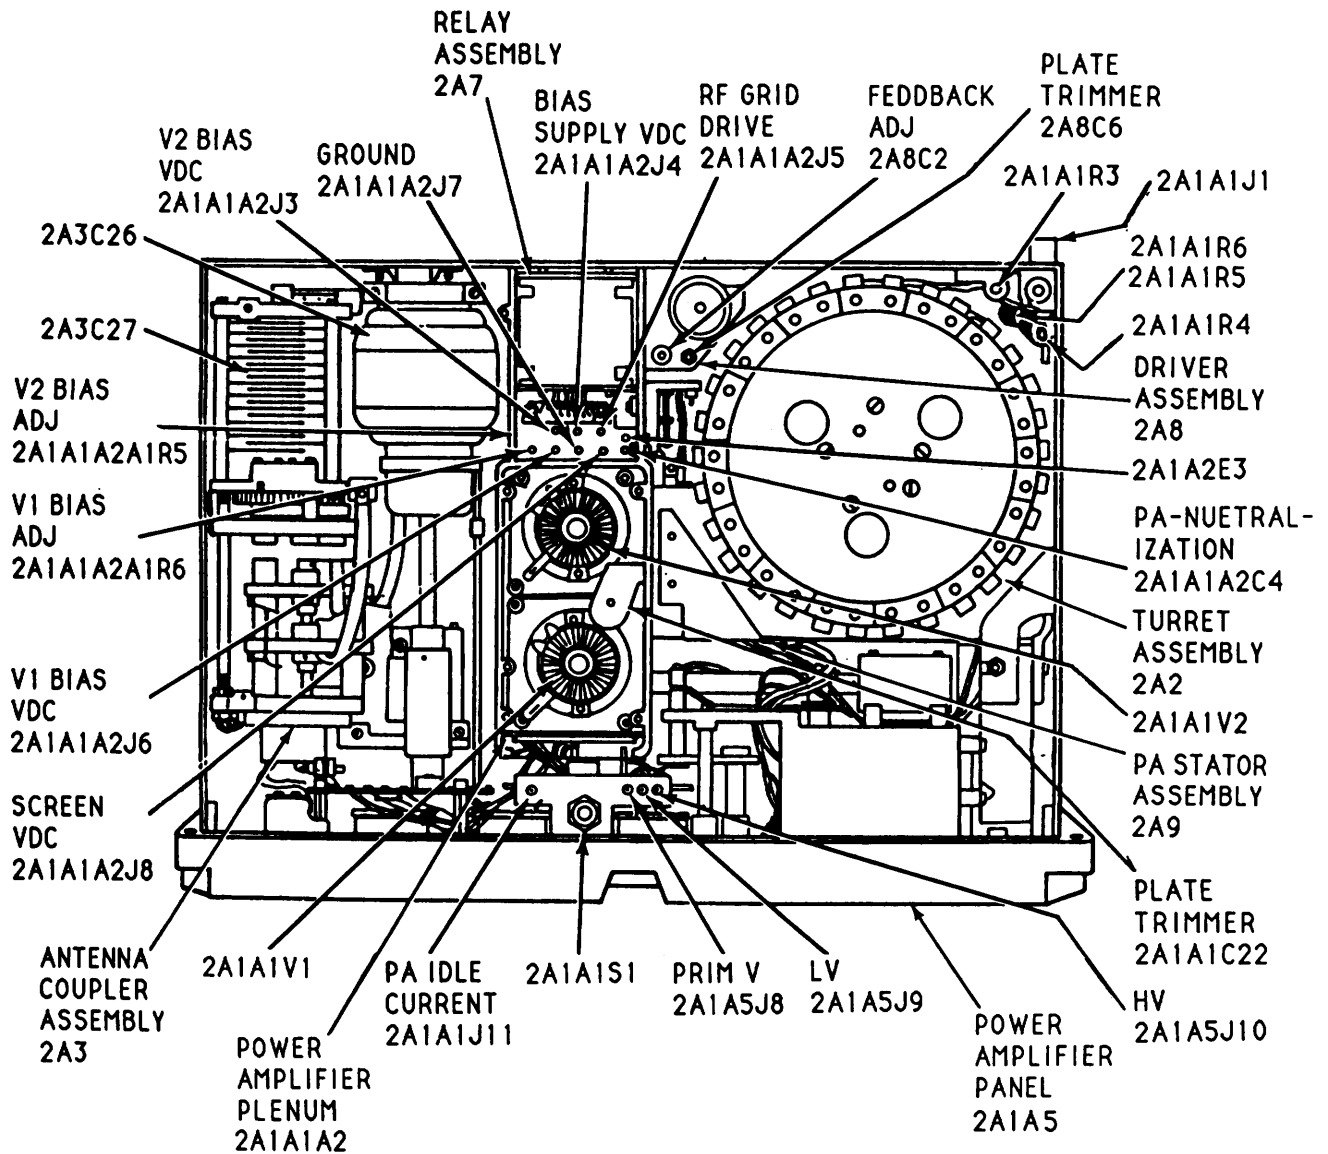 RELAY
ASSEMBLY
2A7
BIAS
SUPPLY VDC
2A1A1A2J4
RF GRID
DRIVE
2A1A1A2J5
FEDDBACK
ADJ
2A8C2
PLATE
TRIMMER
2A8C6
V2 BIAS
VDC
2A1A1A2J3
GROUND
2A1A1A2J7
2A1A1R3
2A1A1J1
2A3C26
2A1A1R6
2A1A1R5
2A3C27
2A1A1R4
V2 BIAS
ADJ
2A1A1A2A1R5
DRIVER
ASSEMBLY
2A8
2A1A2E3
V1 BIAS
ADJ
2A1A1A2A1R6
PA-NUETRAL-
IZATION
2A1A1A2C4
TURRET
ASSEMBLY
2A2
V1 BIAS
VDC
2A1A1A2J6
2A1A1V2
PA STATOR
ASSEMBLY
2A9
SCREEN
VDC
2A1A1A2J8
PLATE
TRIMMER
2A1A1C22
ANTENNA
COUPLER
ASSEMBLY
2A3
2A1A1V1
POWER
AMPLIFIER
PLENUM
2A1A1A2
PA IDLE
CURRENT
2A1A1J11
2A1A1S1
PRIM V
2A1A5J8
LV
2A1A5J9
POWER
AMPLIFIER
PANEL
2A1A5
HV
2A1A5J10